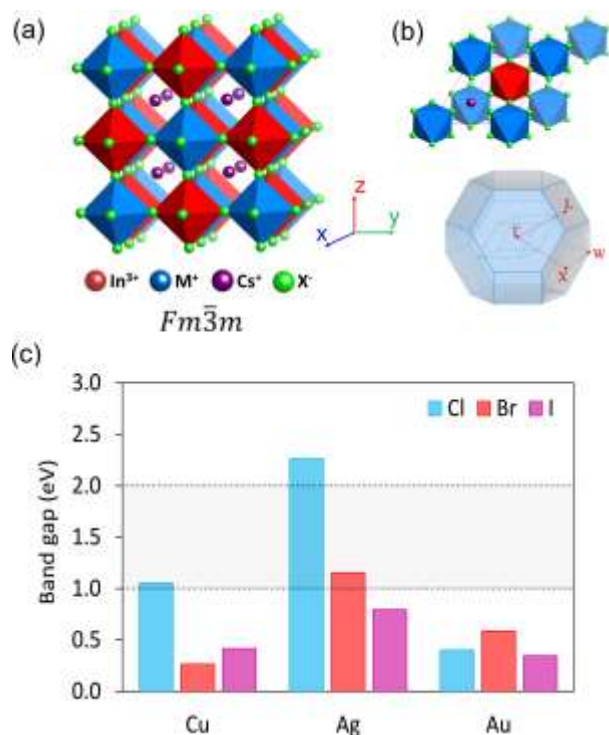 (a)
z
y
x
In³⁺ M⁺ Cs⁺ X⁻
Fm3̅m
(b)
L
W
X
(c)
Band gap (eV)
3.0
2.5
2.0
1.5
1.0
0.5
0.0
Cl Br I
Cu Ag Au